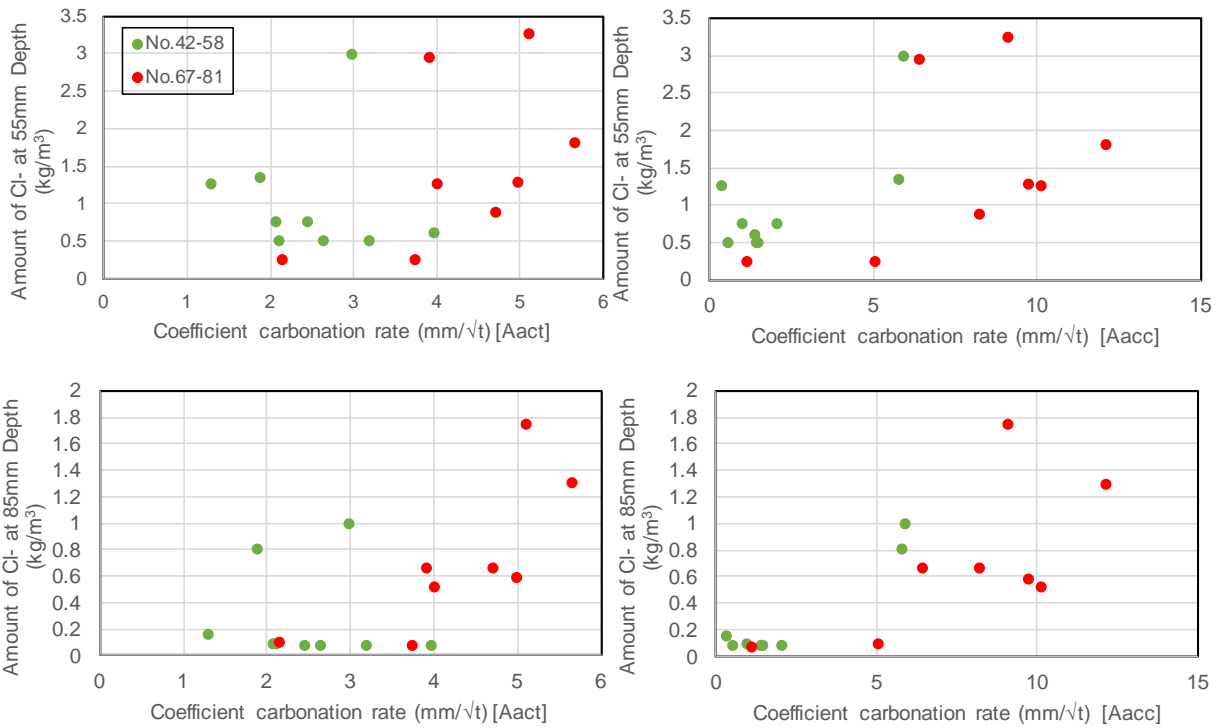 3.5
3
2.5
2
1.5
1
0.5
0
No.42-58
No.67-81
Amount of Cl- at 55mm Depth
(kg/m³)
0 1 2 3 4 5 6
Coefficient carbonation rate (mm/√t) [Aact]
3.5
3
2.5
2
1.5
1
0.5
0
Amount of Cl- at 55mm Depth
(kg/m³)
0 5 10 15
Coefficient carbonation rate (mm/√t) [Aacc]
2
1.8
1.6
1.4
1.2
1
0.8
0.6
0.4
0.2
0
Amount of Cl- at 85mm Depth
(kg/m³)
0 1 2 3 4 5 6
Coefficient carbonation rate (mm/√t) [Aact]
2
1.8
1.6
1.4
1.2
1
0.8
0.6
0.4
0.2
0
Amount of Cl- at 85mm Depth
(kg/m³)
0 5 10 15
Coefficient carbonation rate (mm/√t) [Aacc]